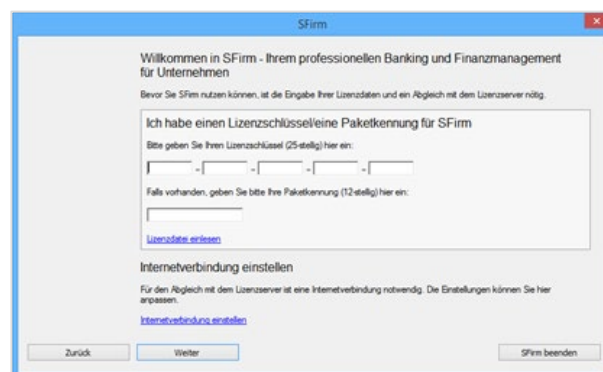 SFirm
Willkommen in SFirm - Ihrem professionellen Banking und Finanzmanagement
für Unternehmen
Bevor Sie SFirm nutzen können, ist die Eingabe Ihrer Lizenzdaten und ein Abgleich mit dem Lizenzserver nötig.
Ich habe einen Lizenzschlüssel/eine Paketkennung für SFirm
Bitte geben Sie Ihren Lizenzschlüssel (25-stellig) hier ein:
- - - -
Falls vorhanden, geben Sie bitte Ihre Paketkennung (12-stellig) hier ein:
Lizenzdatei einlesen
Internetverbindung einstellen
Für den Abgleich mit dem Lizenzserver ist eine Internetverbindung notwendig. Die Einstellungen können Sie hier
anpassen.
Internetverbindung einstellen
Zurück Weiter SFirm beenden